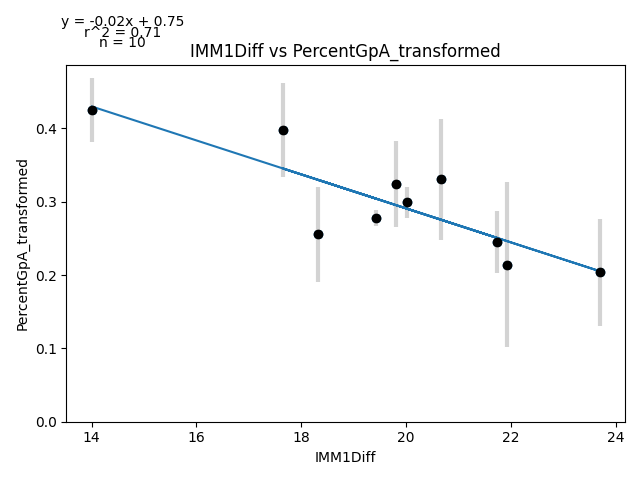 y = -0.02x + 0.75
r^2 = 0.71
n = 10
IMM1Diff vs PercentGpA_transformed
PercentGpA_transformed
0.4
0.3
0.2
0.1
0.0
14 16 18 20 22 24
IMM1Diff